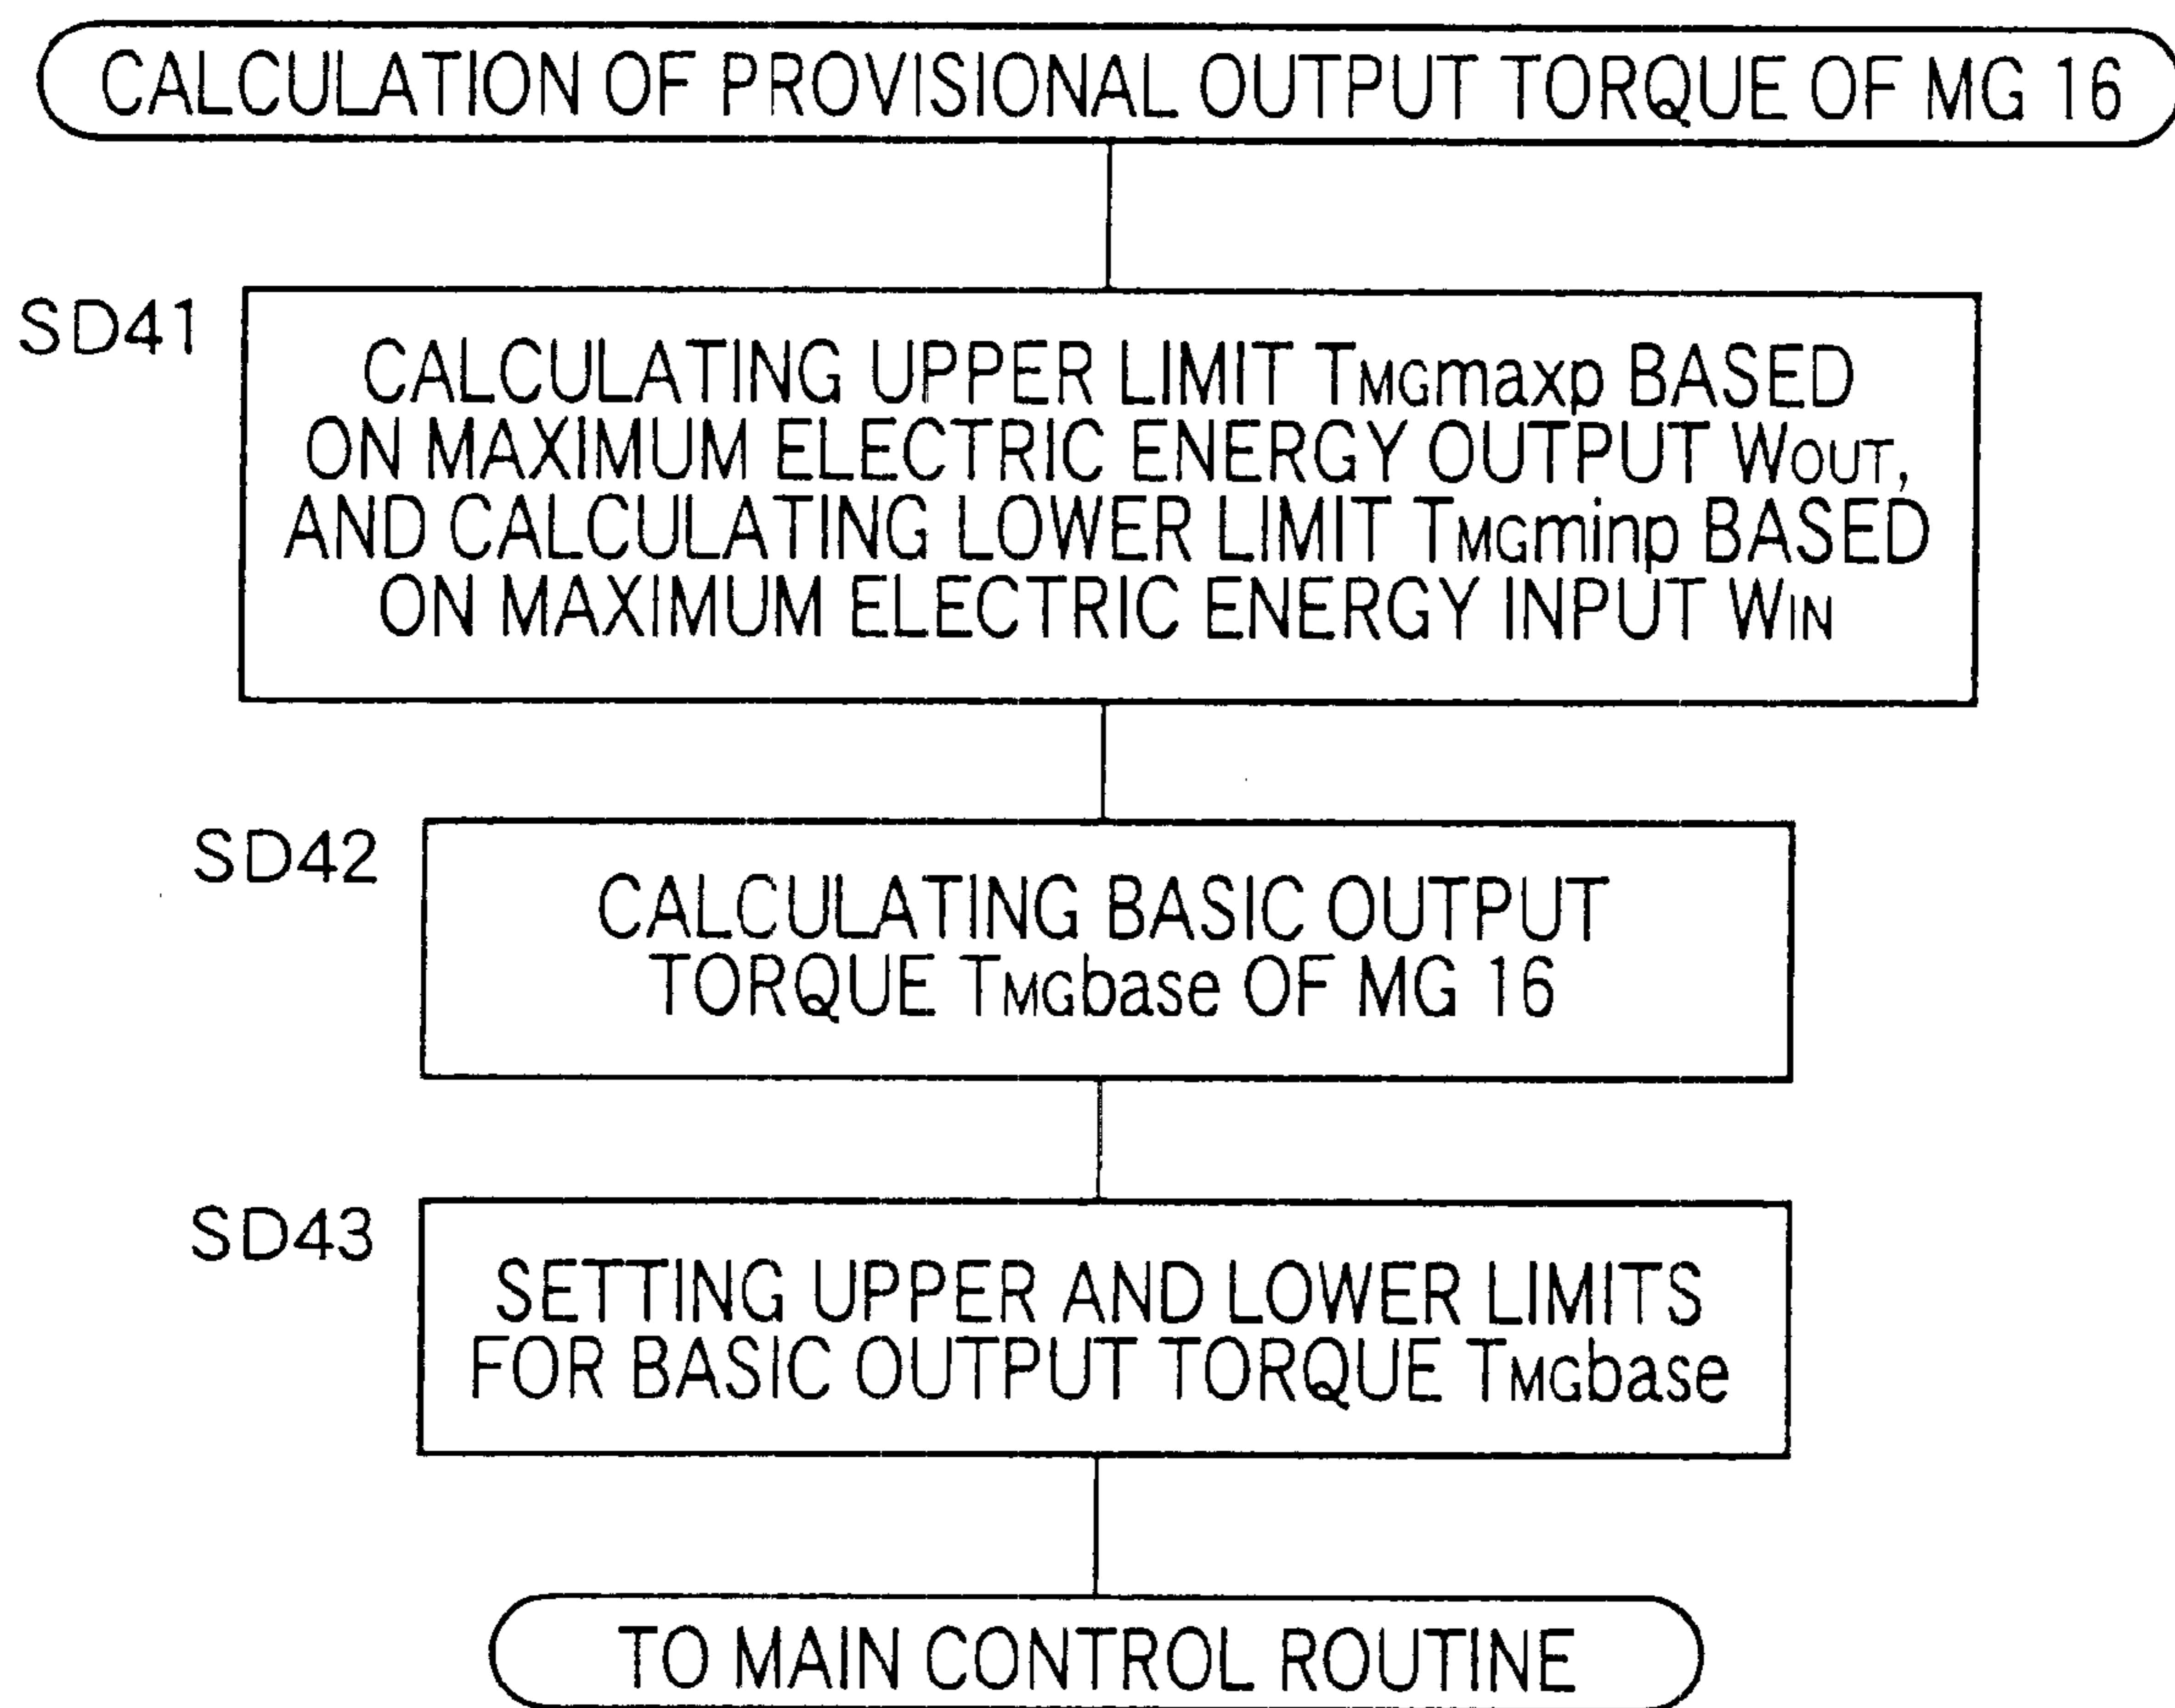 CALCULATION OF PROVISIONAL OUTPUT TORQUE OF MG 16
SD41
CALCULATING UPPER LIMIT TMGmaxp BASED
ON MAXIMUM ELECTRIC ENERGY OUTPUT WOUT,
AND CALCULATING LOWER LIMIT TMGminp BASED
ON MAXIMUM ELECTRIC ENERGY INPUT WIN
SD42
CALCULATING BASIC OUTPUT
TORQUE TMGbase OF MG 16
SD43
SETTING UPPER AND LOWER LIMITS
FOR BASIC OUTPUT TORQUE TMGbase
TO MAIN CONTROL ROUTINE